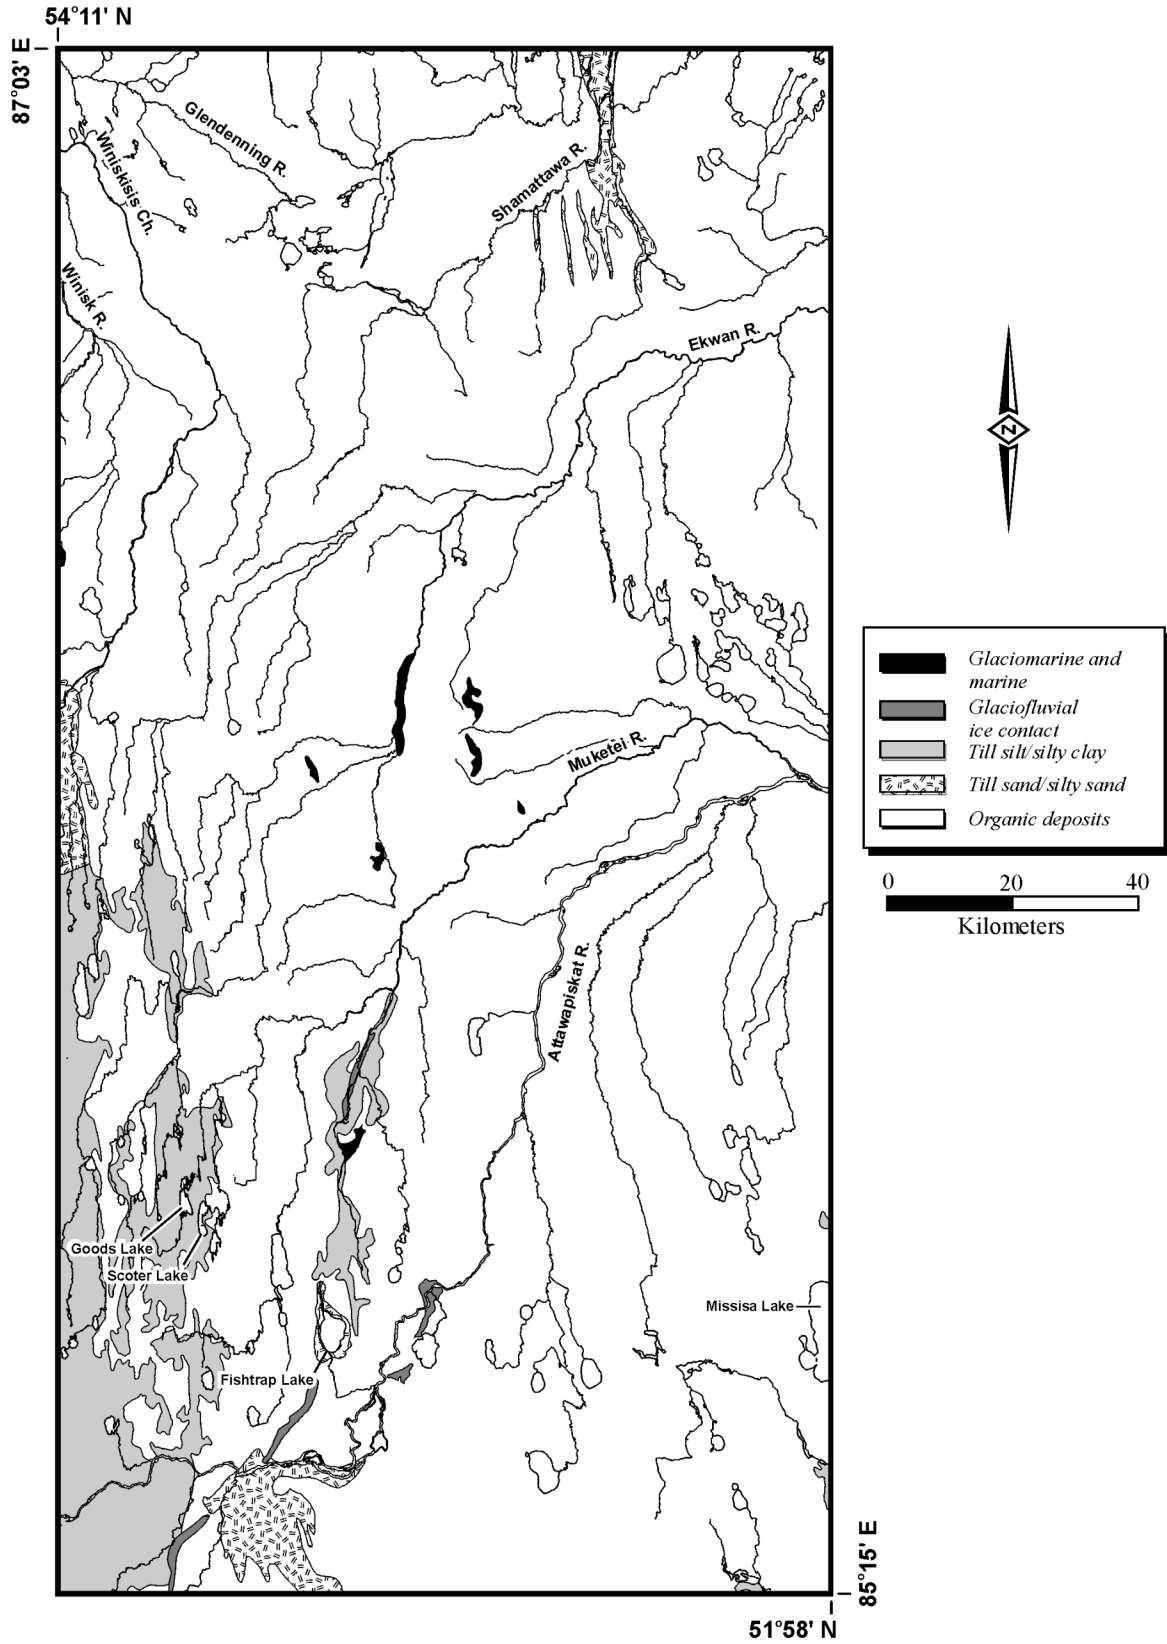 54°11' N
87°03' E
Glendenning R.
Winiskisis Ch.
Shamattawa R.
Winisk R.
Ekwan R.
N
Glaciomarine and
marine
Glaciofluvial
ice contact
Till silt/silty clay
Till sand/silty sand
Organic deposits
Muketei R.
0 20 40
Kilometers
Attawapiskat R.
Goods Lake
Scoter Lake
Missisa Lake
Fishtrap Lake
85°15' E
51°58' N